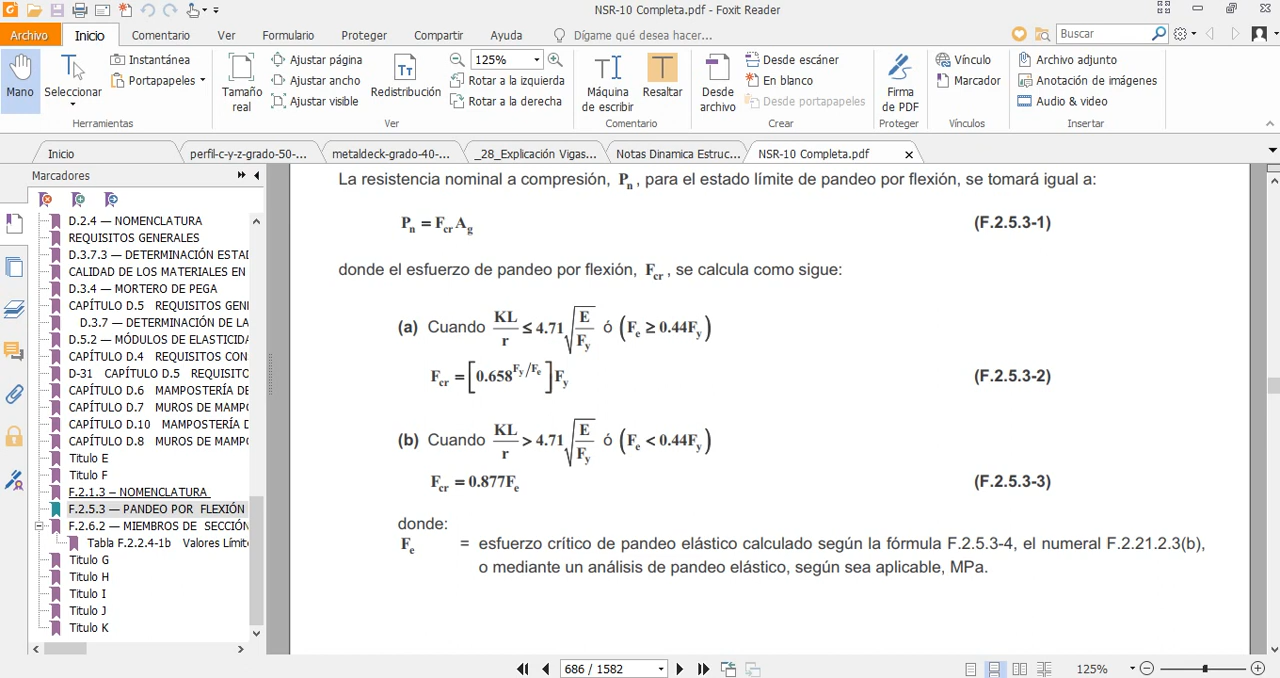 NSR-10 Completa.pdf - Foxit Reader
Archivo Inicio Comentario Ver Formulario Proteger Compartir Ayuda Dígame qué desea hacer... Buscar
Mano
Seleccionar
Instantánea
Portapapeles
Herramientas
Tamaño real
Ajustar página
Ajustar ancho
Ajustar visible
Redistribución
125%
Rotar a la izquierda
Rotar a la derecha
Ver
Máquina de escribir
Resaltar
Comentario
Desde archivo
Desde escáner
En blanco
Desde portapapeles
Crear
Firma de PDF
Proteger
Vínculo
Marcador
Vínculos
Archivo adjunto
Anotación de imágenes
Audio & video
Insertar
Inicio perfil-c-y-z-grado-50-... metaldeck-grado-40-... _28_Explicación Vigas... Notas Dinamica Estruc... NSR-10 Completa.pdf
Marcadores
D.2.4 — NOMENCLATURA
REQUISITOS GENERALES
D.3.7.3 — DETERMINACIÓN ESTAD
CALIDAD DE LOS MATERIALES EN
D.3.4 — MORTERO DE PEGA
CAPÍTULO D.5 REQUISITOS GENE
D.3.7 — DETERMINACIÓN DE LA
D.5.2 — MÓDULOS DE ELASTICIDA
CAPÍTULO D.4 REQUISITOS CON
D-31 CAPÍTULO D.5 REQUISITO
CAPÍTULO D.6 MAMPOSTERÍA DE
CAPÍTULO D.7 MUROS DE MAMP
CAPÍTULO D.10 MAMPOSTERÍA D
CAPÍTULO D.8 MUROS DE MAMP
Titulo E
Titulo F
F.2.1.3 – NOMENCLATURA
F.2.5.3 — PANDEO POR FLEXIÓN
F.2.6.2 — MIEMBROS DE SECCIÓN
Tabla F.2.2.4-1b Valores Límite
Titulo G
Titulo H
Titulo I
Titulo J
Titulo K
La resistencia nominal a compresión, Pn, para el estado límite de pandeo por flexión, se tomará igual a:
Pn = Fcr Ag (F.2.5.3-1)
donde el esfuerzo de pandeo por flexión, Fcr, se calcula como sigue:
(a) Cuando KL/r ≤ 4.71√(E/Fy) ó (Fe ≥ 0.44Fy)
Fcr = [0.658^(Fy/Fe)] Fy (F.2.5.3-2)
(b) Cuando KL/r > 4.71√(E/Fy) ó (Fe < 0.44Fy)
Fcr = 0.877Fe (F.2.5.3-3)
donde:
Fe = esfuerzo crítico de pandeo elástico calculado según la fórmula F.2.5.3-4, el numeral F.2.21.2.3(b),
o mediante un análisis de pandeo elástico, según sea aplicable, MPa.
686 / 1582 125%